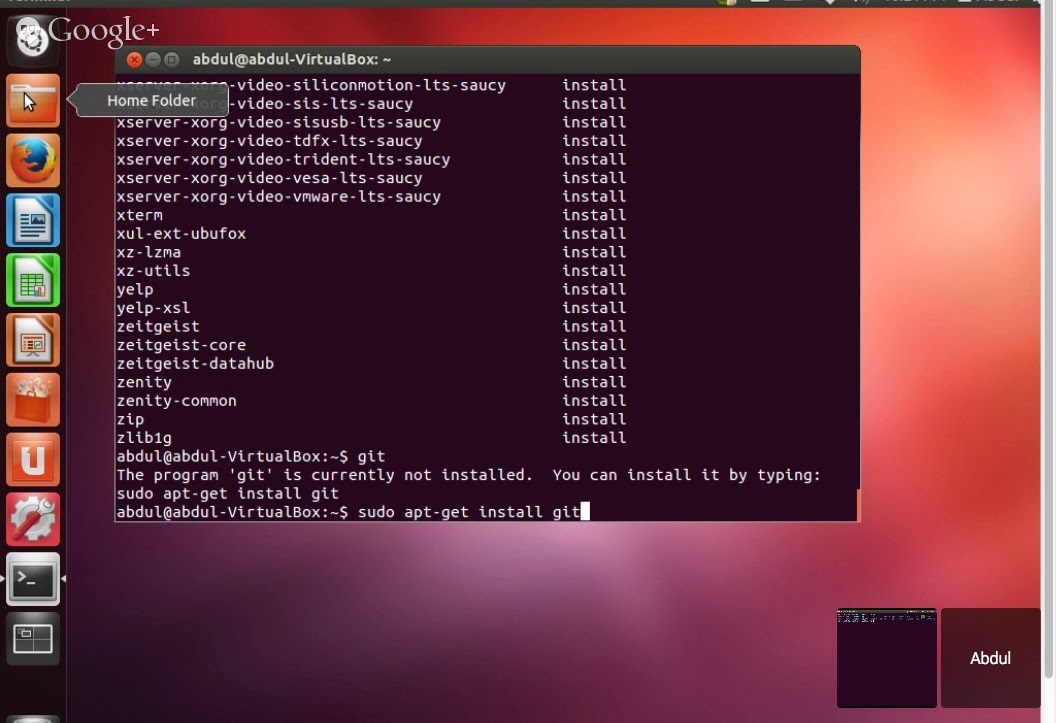 Google+
abdul@abdul-VirtualBox: ~
Home Folder
-video-siliconmotion-lts-saucy install
-video-sis-lts-saucy install
xserver-xorg-video-sisusb-lts-saucy install
xserver-xorg-video-tdfx-lts-saucy install
xserver-xorg-video-trident-lts-saucy install
xserver-xorg-video-vesa-lts-saucy install
xserver-xorg-video-vmware-lts-saucy install
xterm install
xul-ext-ubufox install
xz-lzma install
xz-utils install
yelp install
yelp-xsl install
zeitgeist install
zeitgeist-core install
zeitgeist-datahub install
zenity install
zenity-common install
zip install
zlib1g install
abdul@abdul-VirtualBox:~$ git
The program 'git' is currently not installed.  You can install it by typing:
sudo apt-get install git
abdul@abdul-VirtualBox:~$ sudo apt-get install git
Abdul